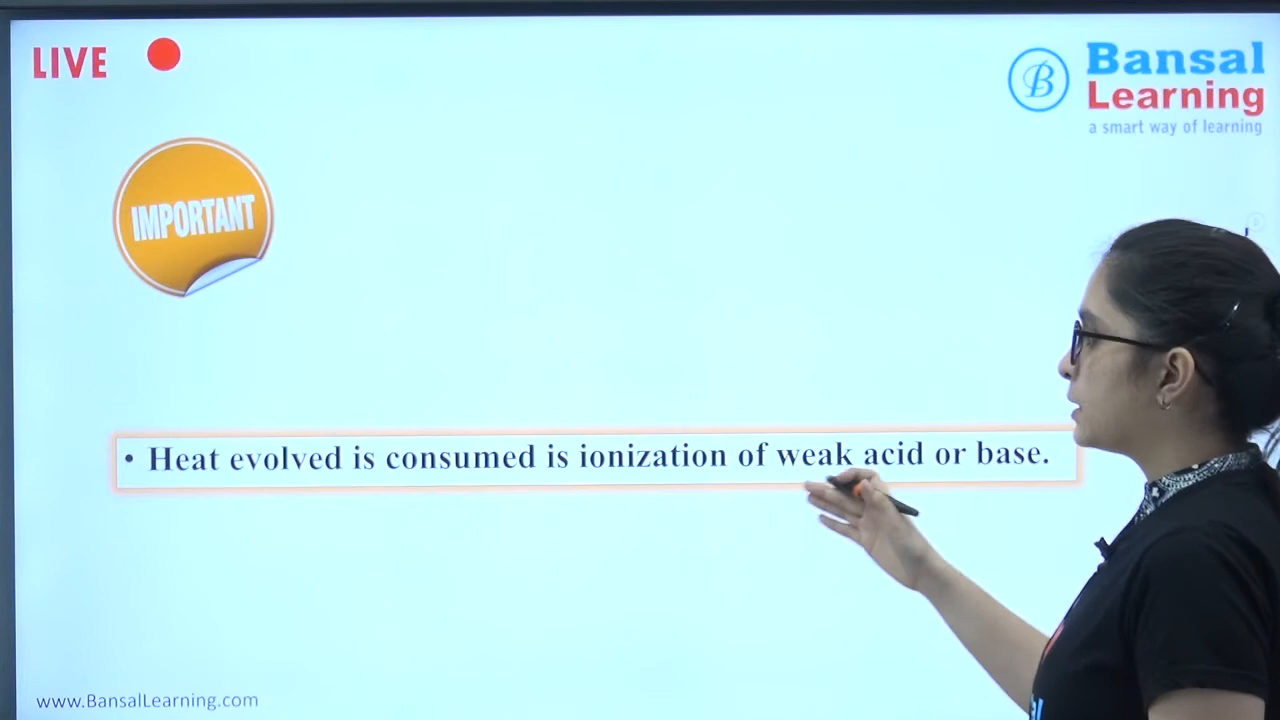 LIVE
B
Bansal
Learning
a smart way of learning
IMPORTANT
• Heat evolved is consumed is ionization of weak acid or base.
www.BansalLearning.com